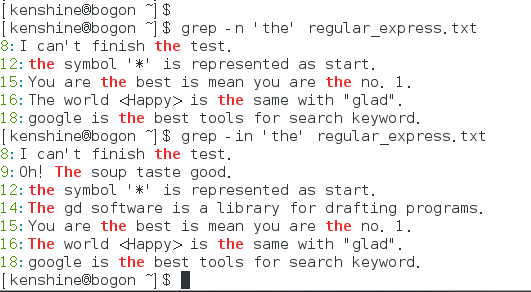 [kenshine@bogon ~]$
[kenshine@bogon ~]$ grep -n 'the' regular_express.txt
8:I can't finish the test.
12:the symbol '*' is represented as start.
15:You are the best is mean you are the no. 1.
16:The world <Happy> is the same with "glad".
18:google is the best tools for search keyword.
[kenshine@bogon ~]$ grep -in 'the' regular_express.txt
8:I can't finish the test.
9:Oh! The soup taste good.
12:the symbol '*' is represented as start.
14:The gd software is a library for drafting programs.
15:You are the best is mean you are the no. 1.
16:The world <Happy> is the same with "glad".
18:google is the best tools for search keyword.
[kenshine@bogon ~]$